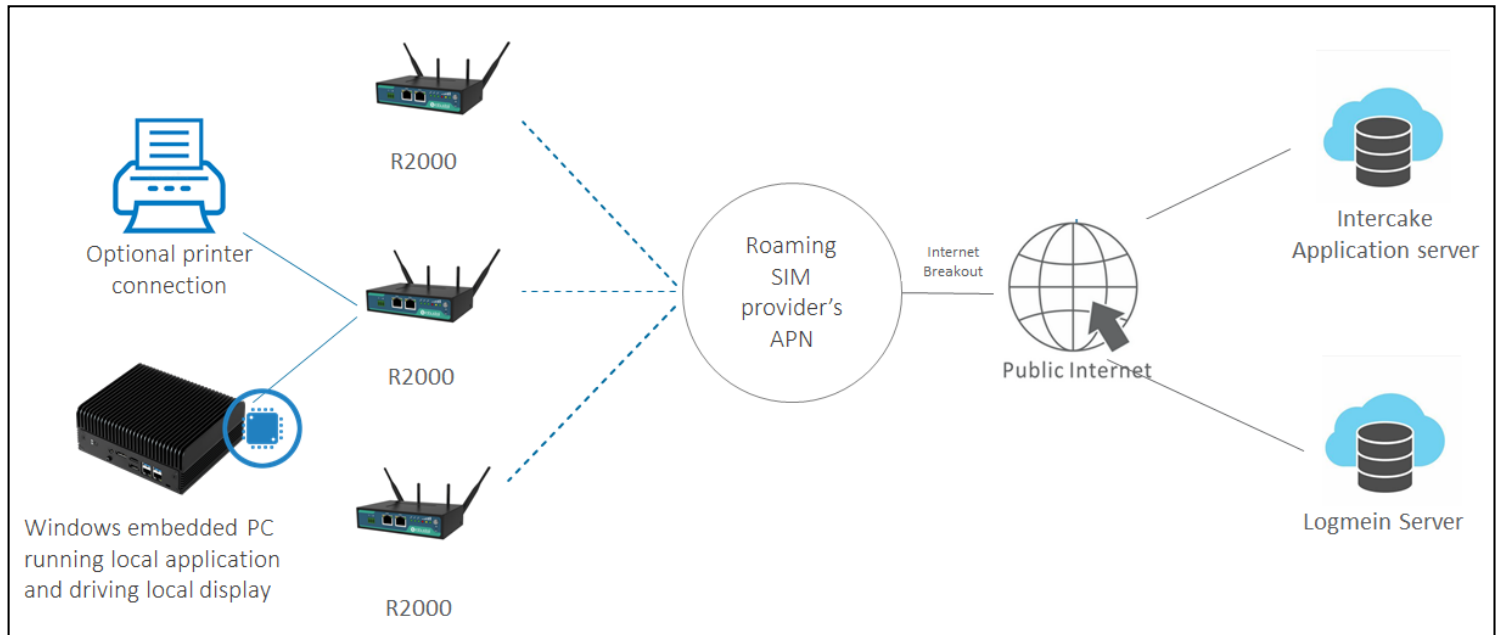 R2000
Optional printer
connection
R2000
Windows embedded PC
running local application
and driving local display
R2000
Roaming
SIM
provider's
APN
Internet
Breakout
Public Internet
Intercake
Application server
Logmein Server